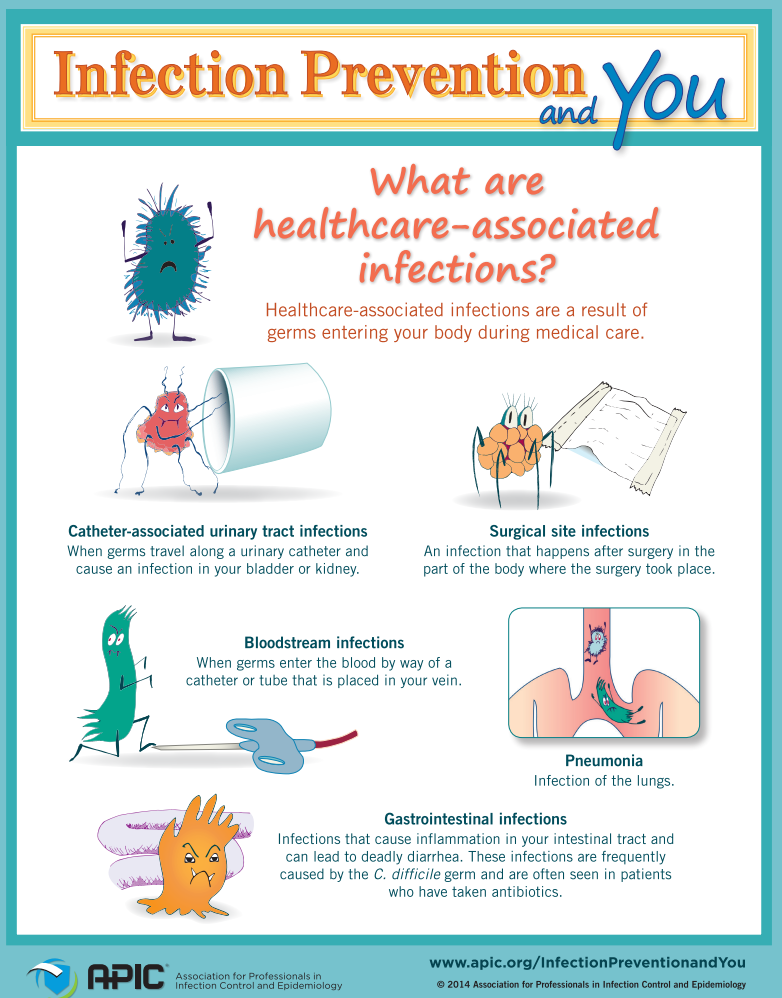 Infection Prevention
and You
What are
healthcare-associated
infections?
Healthcare-associated infections are a result of
germs entering your body during medical care.
Catheter-associated urinary tract infections
When germs travel along a urinary catheter and
cause an infection in your bladder or kidney.
Surgical site infections
An infection that happens after surgery in the
part of the body where the surgery took place.
Bloodstream infections
When germs enter the blood by way of a
catheter or tube that is placed in your vein.
Pneumonia
Infection of the lungs.
Gastrointestinal infections
Infections that cause inflammation in your intestinal tract and
can lead to deadly diarrhea. These infections are frequently
caused by the C. difficile germ and are often seen in patients
who have taken antibiotics.
APIC
Association for Professionals in
Infection Control and Epidemiology
www.apic.org/InfectionPreventionandYou
© 2014 Association for Professionals in Infection Control and Epidemiology